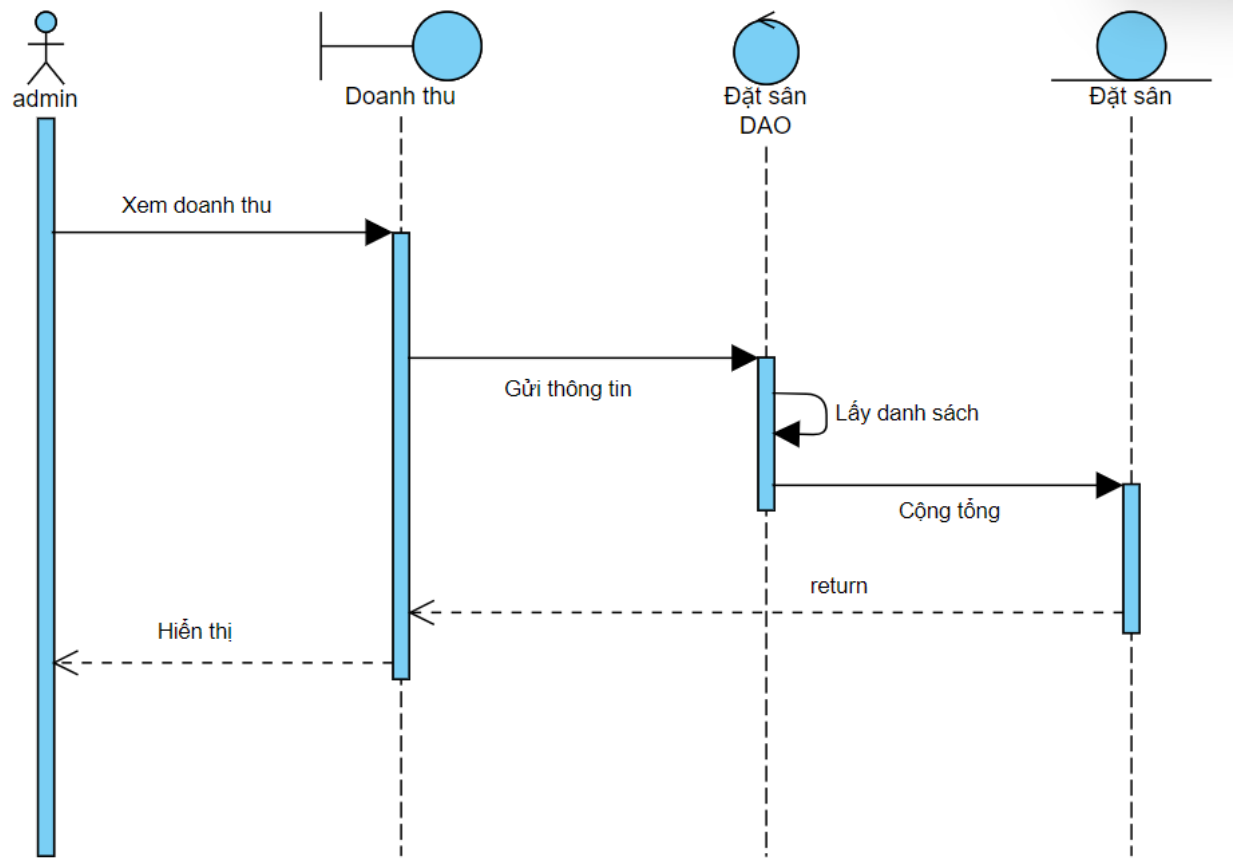 admin
Doanh thu
Đặt sân
DAO
Đặt sân
Xem doanh thu
Gửi thông tin
Lấy danh sách
Cộng tổng
return
Hiển thị